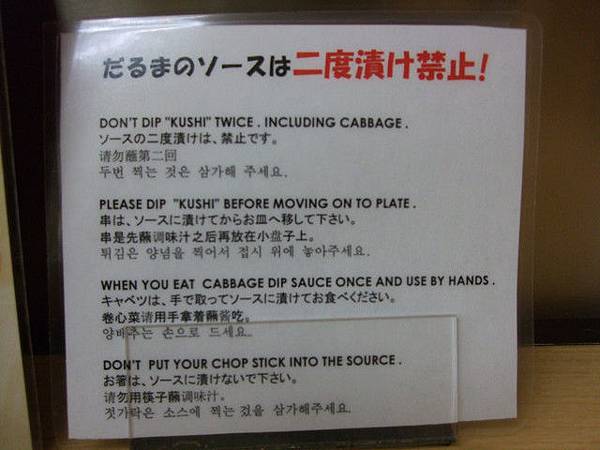 だるまのソースは二度漬け禁止!
DON'T DIP "KUSHI" TWICE . INCLUDING CABBAGE .
ソースの二度漬けは、禁止です。
请勿蘸第二回
두번 찍는 것은 삼가해 주세요.
PLEASE DIP "KUSHI" BEFORE MOVING ON TO PLATE .
串は、ソースに漬けてからお皿へ移して下さい。
串是先蘸调味汁之后再放在小盘子上。
튀김은 양념을 찍어서 접시 위에 놓아주세요.
WHEN YOU EAT CABBAGE DIP SAUCE ONCE AND USE BY HANDS .
キャベツは、手で取ってソースに漬けてお食べください。
卷心菜请用手拿着蘸酱吃。
양배추는 손으로 드세요.
DON'T PUT YOUR CHOP STICK INTO THE SOURCE .
お箸は、ソースに漬けないで下さい。
请勿用筷子蘸调味汁.
젓가락은 소스에 찍는 것을 삼가해주세요.